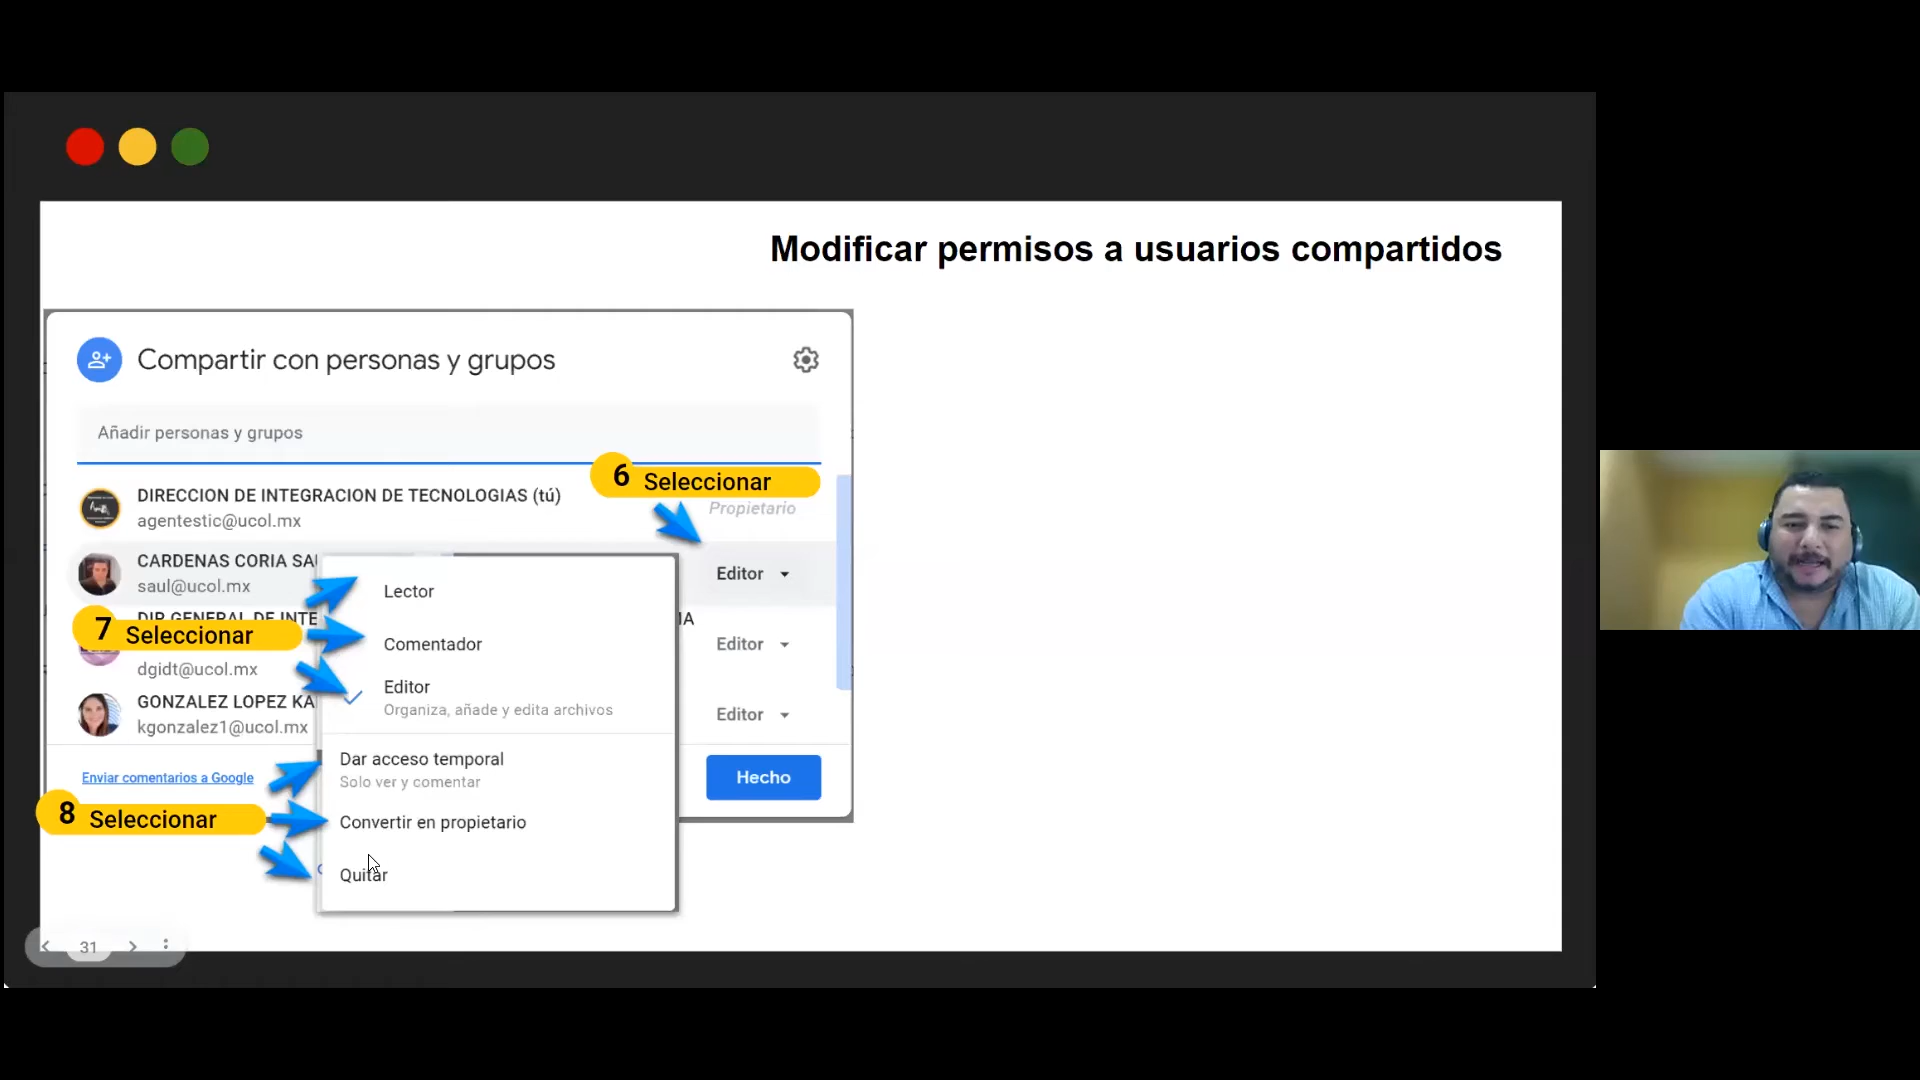 Modificar permisos a usuarios compartidos
Compartir con personas y grupos
Añadir personas y grupos
6 Seleccionar
DIRECCION DE INTEGRACION DE TECNOLOGIAS (tú)
agentestic@ucol.mx
Propietario
CARDENAS CORIA
saul@ucol.mx
Editor
DIR GENERAL DE
Editor
7 Seleccionar
dgidt@ucol.mx
GONZALEZ LOPEZ KA
kgonzalez1@ucol.mx
Editor
Lector
Comentador
Editor
Organiza, añade y edita archivos
Dar acceso temporal
Solo ver y comentar
Convertir en propietario
Quitar
Enviar comentarios a Google
Hecho
8 Seleccionar
31